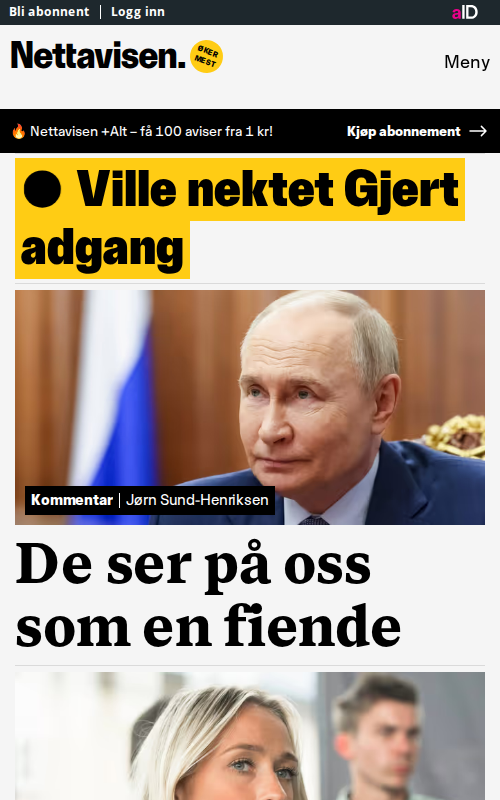 Bli abonnent | Logg inn
aID
Nettavisen.
ØKER
MEST
Meny
🔥 Nettavisen +Alt – få 100 aviser fra 1 kr!
Kjøp abonnement →
● Ville nektet Gjert
adgang
Kommentar | Jørn Sund-Henriksen
De ser på oss
som en fiende